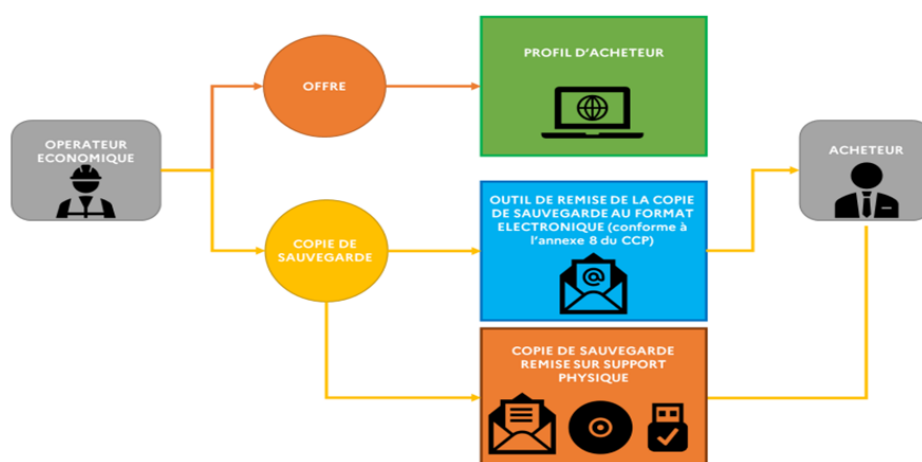 OPERATEUR
ECONOMIQUE
OFFRE
PROFIL D’ACHETEUR
COPIE DE
SAUVEGARDE
OUTIL DE REMISE DE LA COPIE
DE SAUVEGARDE AU FORMAT
ELECTRONIQUE (conforme à
l’annexe 8 du CCP)
@
COPIE DE SAUVEGARDE
REMISE SUR SUPPORT
PHYSIQUE
ACHETEUR